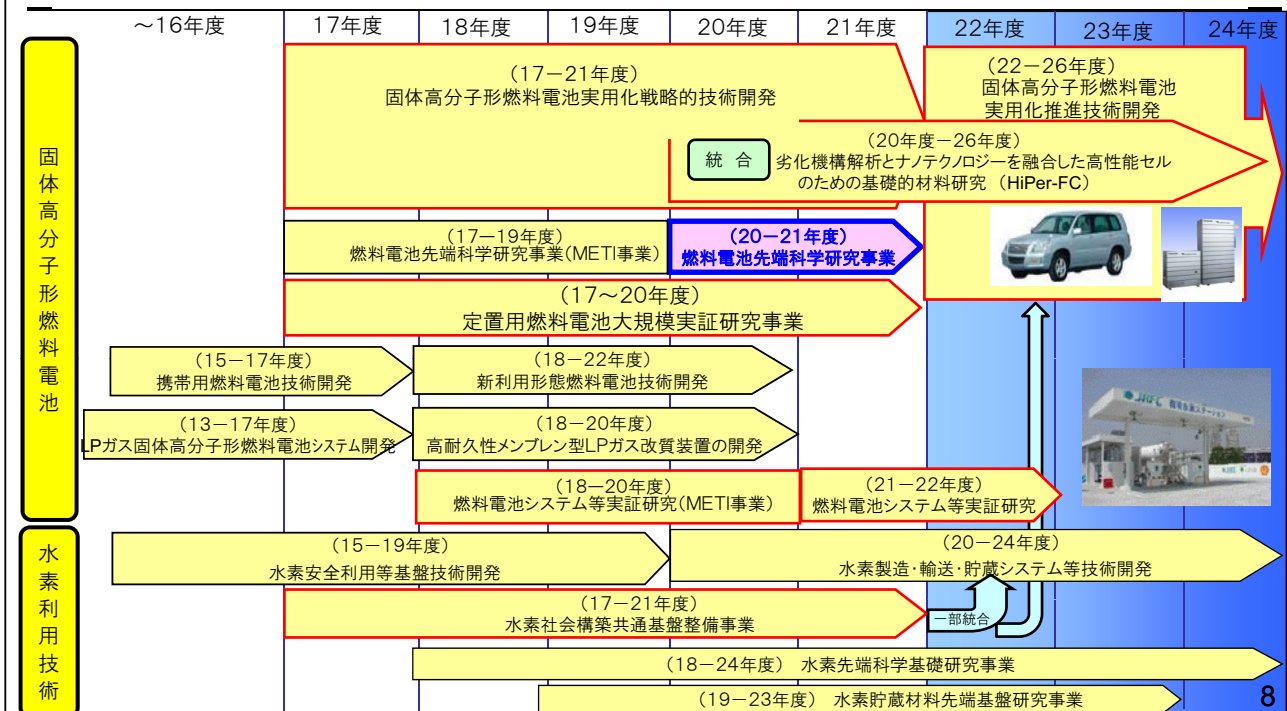 ～16年度
17年度
18年度
19年度
20年度
21年度
22年度
23年度
24年度
固体高分子形燃料電池
（17－21年度）
固体高分子形燃料電池実用化戦略的技術開発
（22－26年度）
固体高分子形燃料電池
実用化推進技術開発
統 合
（20年度－26年度）
劣化機構解析とナノテクノロジーを融合した高性能セル
のための基礎的材料研究 （HiPer-FC）
（17－19年度）
燃料電池先端科学研究事業（METI事業）
（20－21年度）
燃料電池先端科学研究事業
（17～20年度）
定置用燃料電池大規模実証研究事業
（15－17年度）
携帯用燃料電池技術開発
（18－22年度）
新利用形態燃料電池技術開発
（13－17年度）
LPガス固体高分子形燃料電池システム開発
（18－20年度）
高耐久性メンブレン型LPガス改質装置の開発
（18－20年度）
燃料電池システム等実証研究（METI事業）
（21－22年度）
燃料電池システム等実証研究
JHFC
水素利用技術
（15－19年度）
水素安全利用等基盤技術開発
（20－24年度）
水素製造・輸送・貯蔵システム等技術開発
（17－21年度）
水素社会構築共通基盤整備事業
一部統合
（18－24年度） 水素先端科学基礎研究事業
（19－23年度） 水素貯蔵材料先端基盤研究事業
8